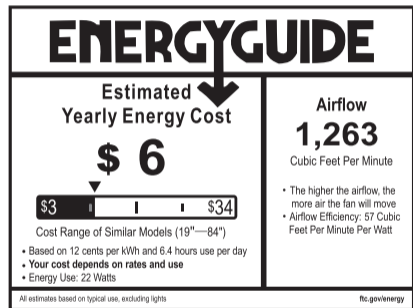 ENERGYGUIDE
Estimated
Yearly Energy Cost
$ 6
$3
$34
Cost Range of Similar Models (19"—84")
• Based on 12 cents per kWh and 6.4 hours use per day
• Your cost depends on rates and use
• Energy Use: 22 Watts
Airflow
1,263
Cubic Feet Per Minute
• The higher the airflow, the
more air the fan will move
• Airflow Efficiency: 57 Cubic
Feet Per Minute Per Watt
All estimates based on typical use, excluding lights
ftc.gov/energy